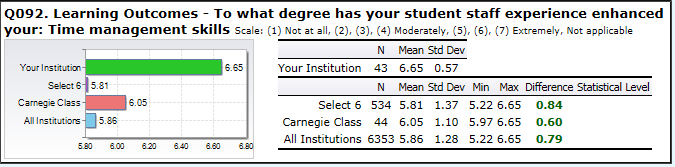 Q092. Learning Outcomes - To what degree has your student staff experience enhanced
your: Time management skills Scale: (1) Not at all, (2), (3), (4) Moderately, (5), (6), (7) Extremely, Not applicable
Your Institution 6.65
Select 6 5.81
Carnegie Class 6.05
All Institutions 5.86
5.80 6.00 6.20 6.40 6.60 6.80
N Mean Std Dev
Your Institution 43 6.65 0.57
N Mean Std Dev Min Max Difference Statistical Level
Select 6 534 5.81 1.37 5.22 6.65 0.84
Carnegie Class 44 6.05 1.10 5.97 6.65 0.60
All Institutions 6353 5.86 1.28 5.22 6.65 0.79